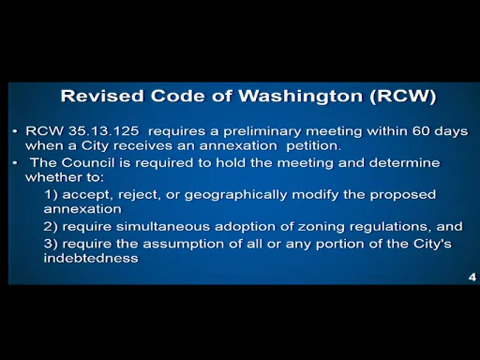 Revised Code of Washington (RCW)
• RCW 35.13.125 requires a preliminary meeting within 60 days
when a City receives an annexation petition.
• The Council is required to hold the meeting and determine
whether to:
1) accept, reject, or geographically modify the proposed
annexation
2) require simultaneous adoption of zoning regulations, and
3) require the assumption of all or any portion of the City's
indebtedness
4